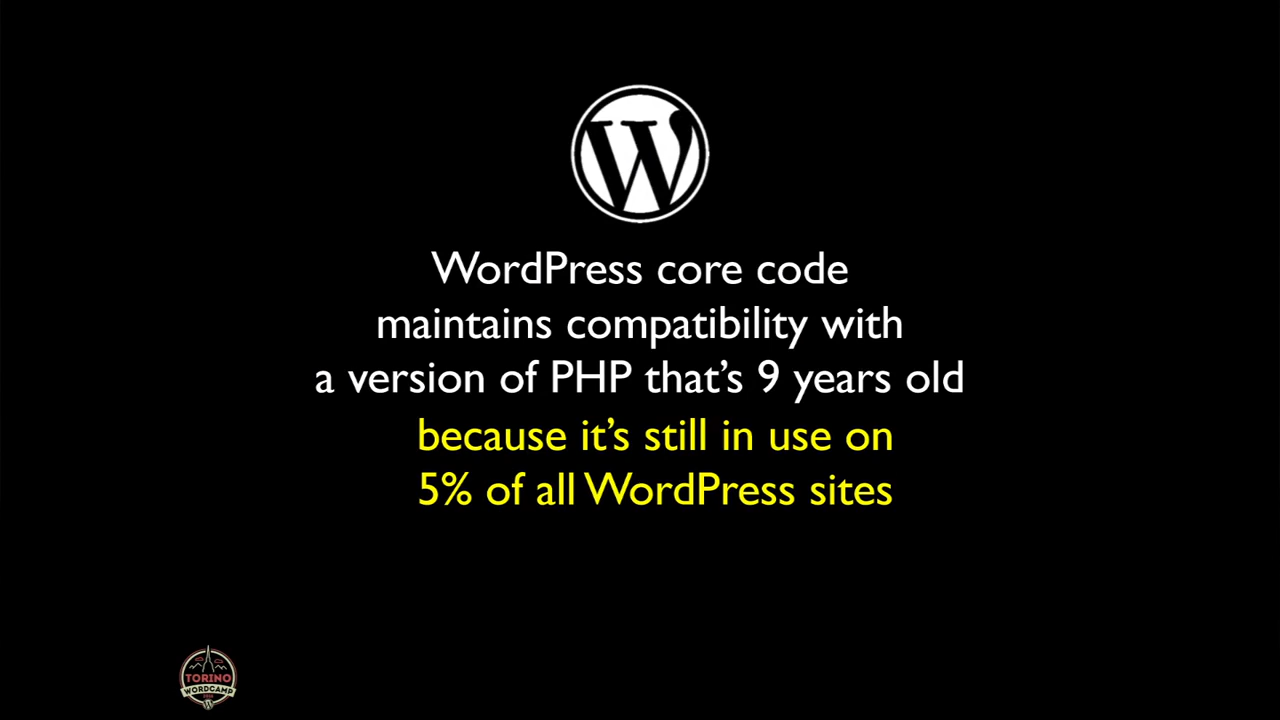 WordPress core code
maintains compatibility with
a version of PHP that's 9 years old
because it's still in use on
5% of all WordPress sites
TORINO
WORDCAMP